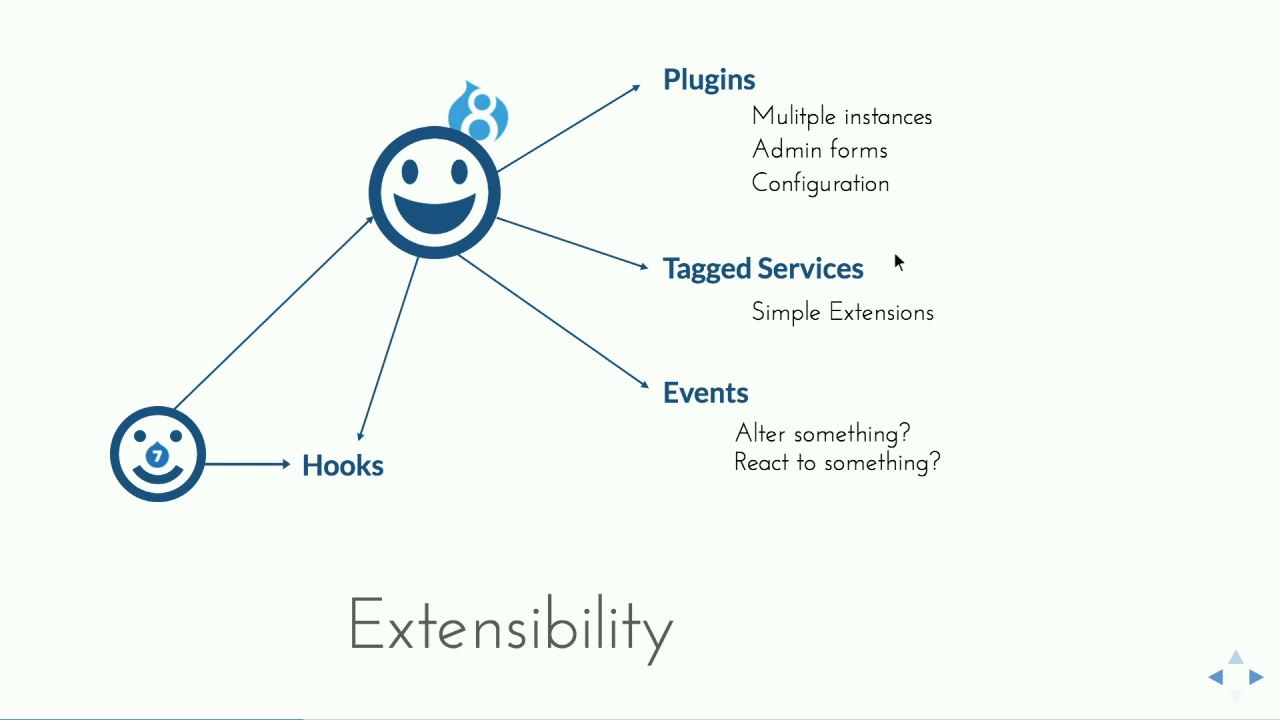 8
Plugins
Mulitple instances
Admin forms
Configuration
Tagged Services
Simple Extensions
Events
Alter something?
React to something?
7
Hooks
Extensibility